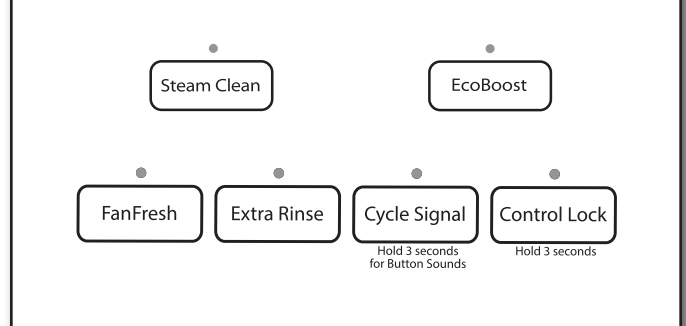 Steam Clean
EcoBoost
FanFresh
Extra Rinse
Cycle Signal
Control Lock
Hold 3 seconds
for Button Sounds
Hold 3 seconds